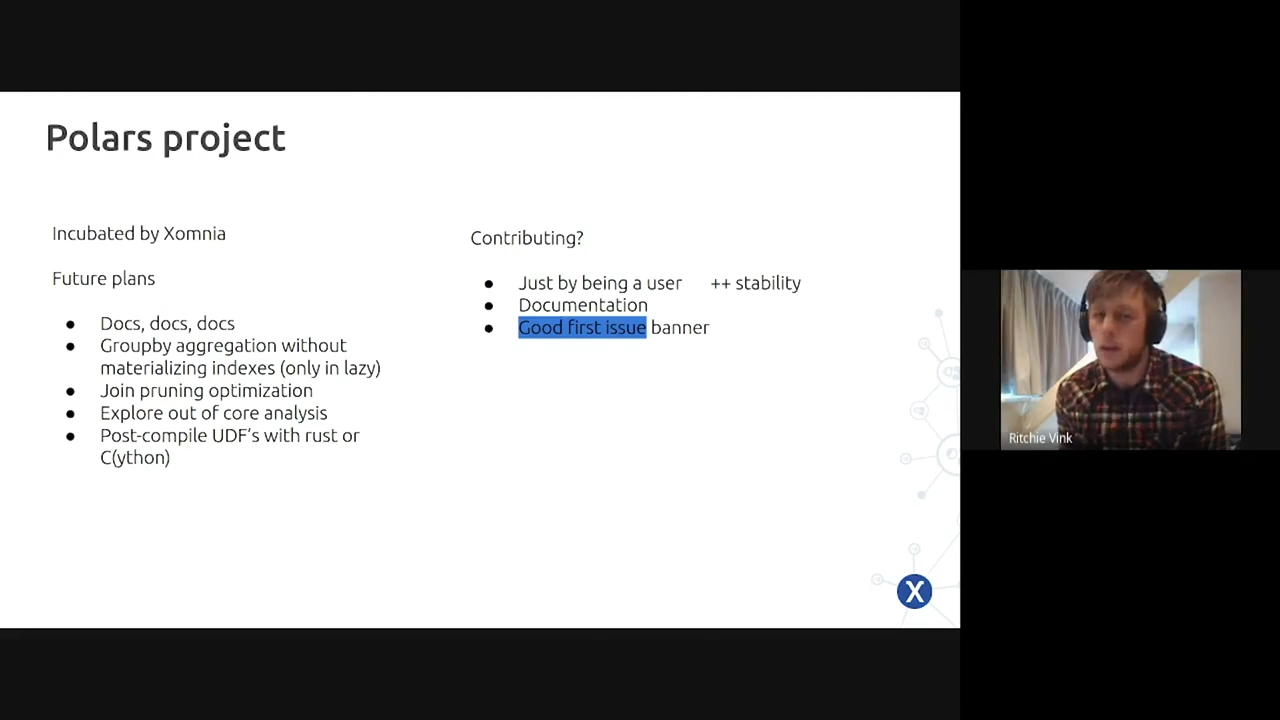 Polars project
Incubated by Xomnia
Future plans
● Docs, docs, docs
● Groupby aggregation without
materializing indexes (only in lazy)
● Join pruning optimization
● Explore out of core analysis
● Post-compile UDF's with rust or
C(ython)
Contributing?
● Just by being a user ++ stability
● Documentation
● Good first issue banner
X
Ritchie Vink